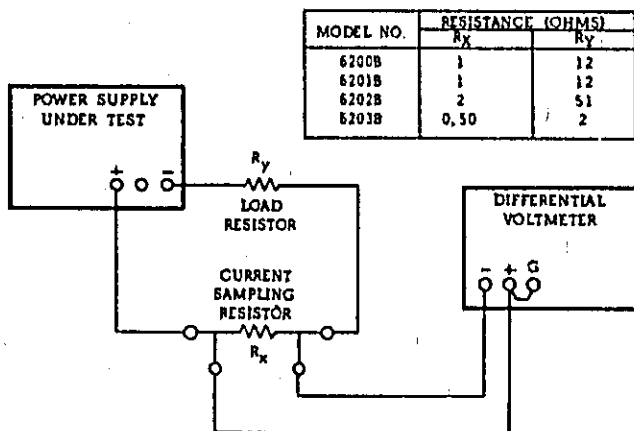 MODEL NO. RESISTANCE (OHMS)
RX RY
6200B 1 12
6201B 1 12
6202B 2 51
6203B 0,50 2
POWER SUPPLY
UNDER TEST
+ -
Ry
LOAD
RESISTOR
CURRENT
SAMPLING
RESISTOR
Rx
DIFFERENTIAL
VOLTMETER
- + G